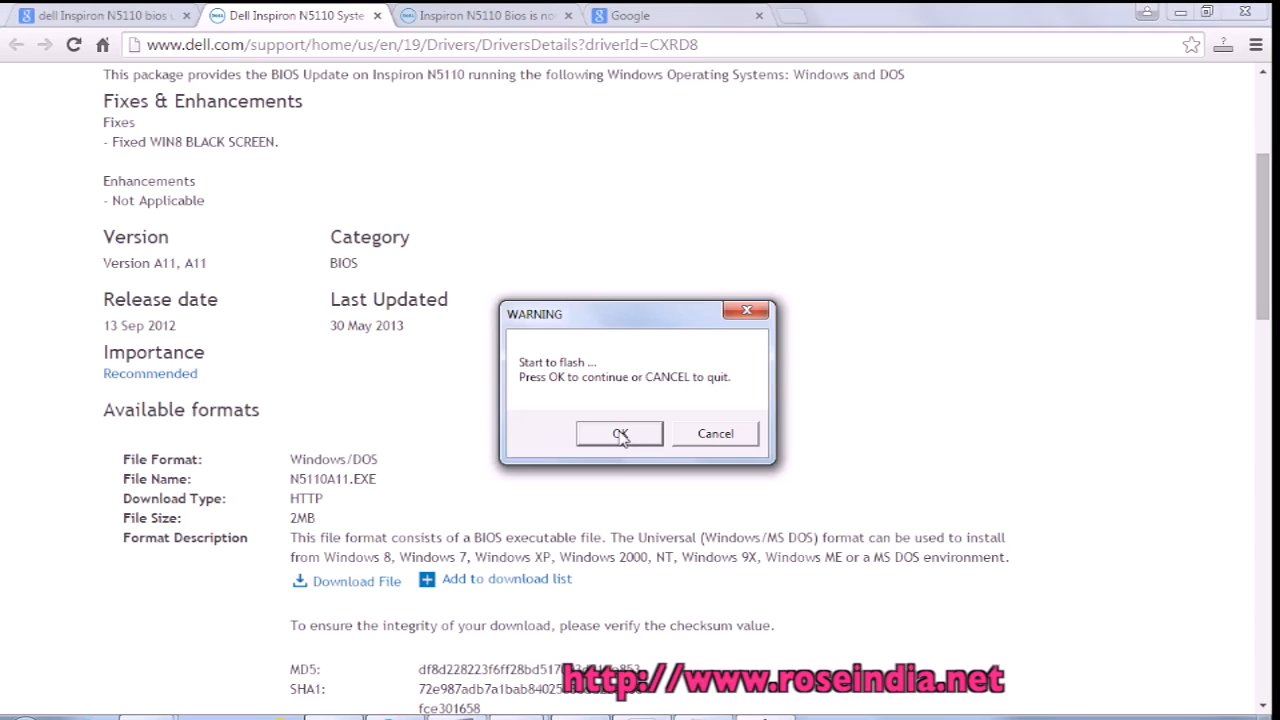 dell Inspiron N5110 bios
Dell Inspiron N5110 Syste
Inspiron N5110 Bios is no
Google
www.dell.com/support/home/us/en/19/Drivers/DriversDetails?driverId=CXRD8
This package provides the BIOS Update on Inspiron N5110 running the following Windows Operating Systems: Windows and DOS
Fixes & Enhancements
Fixes
- Fixed WIN8 BLACK SCREEN.
Enhancements
- Not Applicable
Version
Category
Version A11, A11
BIOS
Release date
Last Updated
13 Sep 2012
30 May 2013
Importance
Recommended
Available formats
WARNING
Start to flash ...
Press OK to continue or CANCEL to quit.
OK
Cancel
File Format: Windows/DOS
File Name: N5110A11.EXE
Download Type: HTTP
File Size: 2MB
Format Description This file format consists of a BIOS executable file. The Universal (Windows/MS DOS) format can be used to install
from Windows 8, Windows 7, Windows XP, Windows 2000, NT, Windows 9X, Windows ME or a MS DOS environment.
Download File
Add to download list
To ensure the integrity of your download, please verify the checksum value.
MD5:
SHA1:
fce301658
http://www.roseindia.net